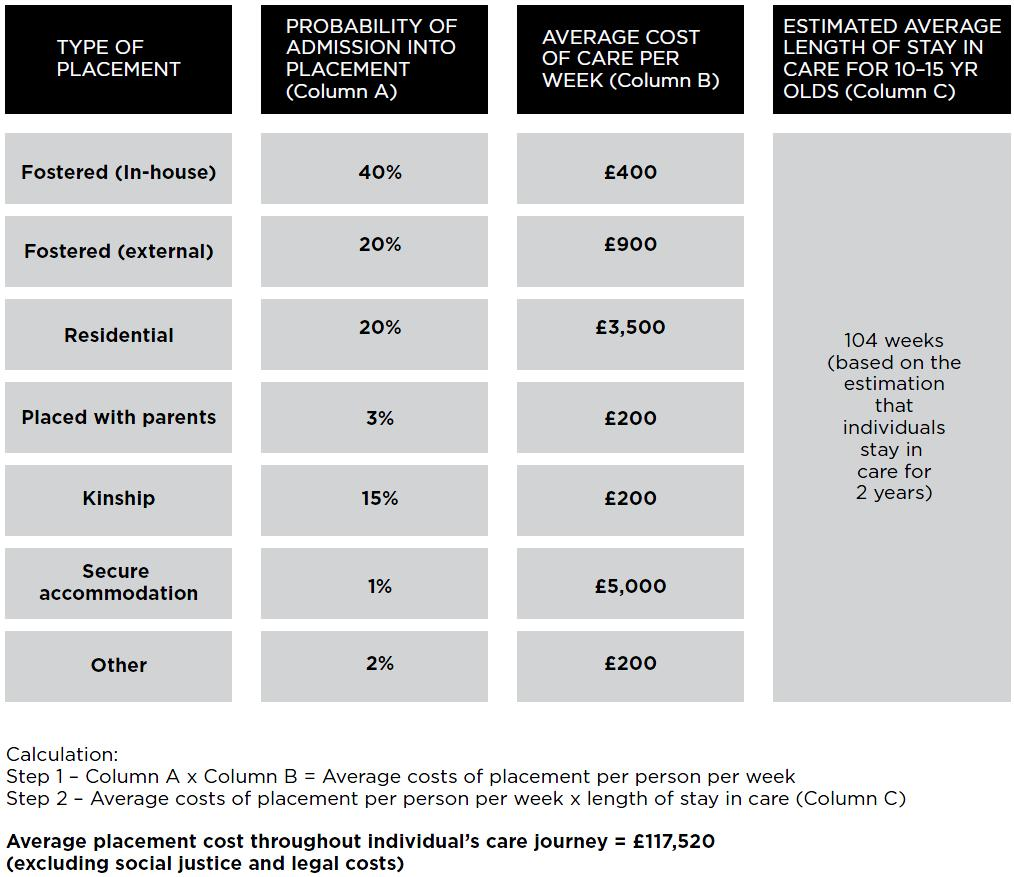 TYPE OF
PLACEMENT
PROBABILITY OF
ADMISSION INTO
PLACEMENT
(Column A)
AVERAGE COST
OF CARE PER
WEEK (Column B)
ESTIMATED AVERAGE
LENGTH OF STAY IN
CARE FOR 10–15 YR
OLDS (Column C)
Fostered (In-house)
40%
£400
Fostered (external)
20%
£900
Residential
20%
£3,500
Placed with parents
3%
£200
Kinship
15%
£200
Secure
accommodation
1%
£5,000
Other
2%
£200
104 weeks
(based on the
estimation
that
individuals
stay in
care for
2 years)
Calculation:
Step 1 – Column A x Column B = Average costs of placement per person per week
Step 2 – Average costs of placement per person per week x length of stay in care (Column C)
Average placement cost throughout individual’s care journey = £117,520
(excluding social justice and legal costs)